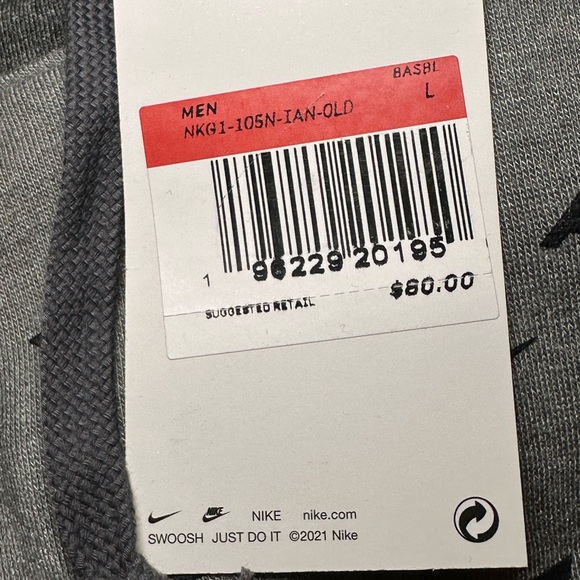 MEN BASBL
NKG1-105N-IAN-OLD L
1 96229 20195
SUGGESTED RETAIL $80.00
NIKE nike.com
SWOOSH JUST DO IT ©2021 Nike